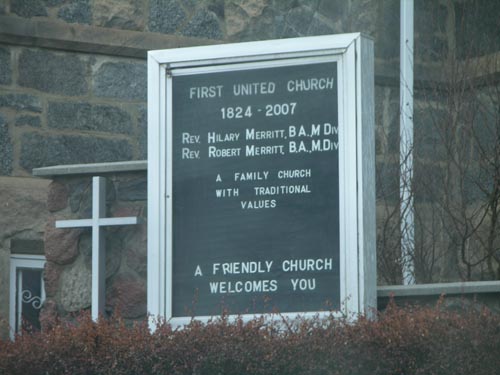 FIRST UNITED CHURCH
1824 - 2007
REV. HILARY MERRITT, B.A., M DIV
REV. ROBERT MERRITT, B.A., M.DIV
A FAMILY CHURCH
WITH TRADITIONAL
VALUES
A FRIENDLY CHURCH
WELCOMES YOU